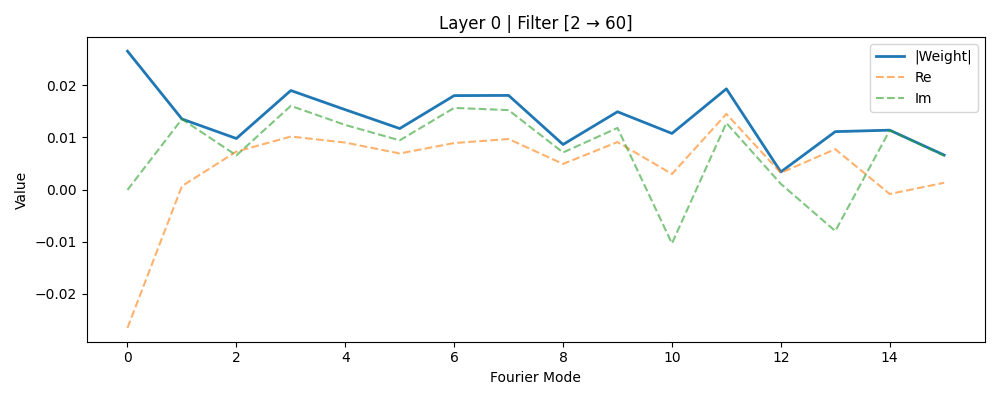 Layer 0 | Filter [2 → 60]
|Weight|
Re
Im
0.02
0.01
0.00
−0.01
−0.02
Value
0 2 4 6 8 10 12 14
Fourier Mode